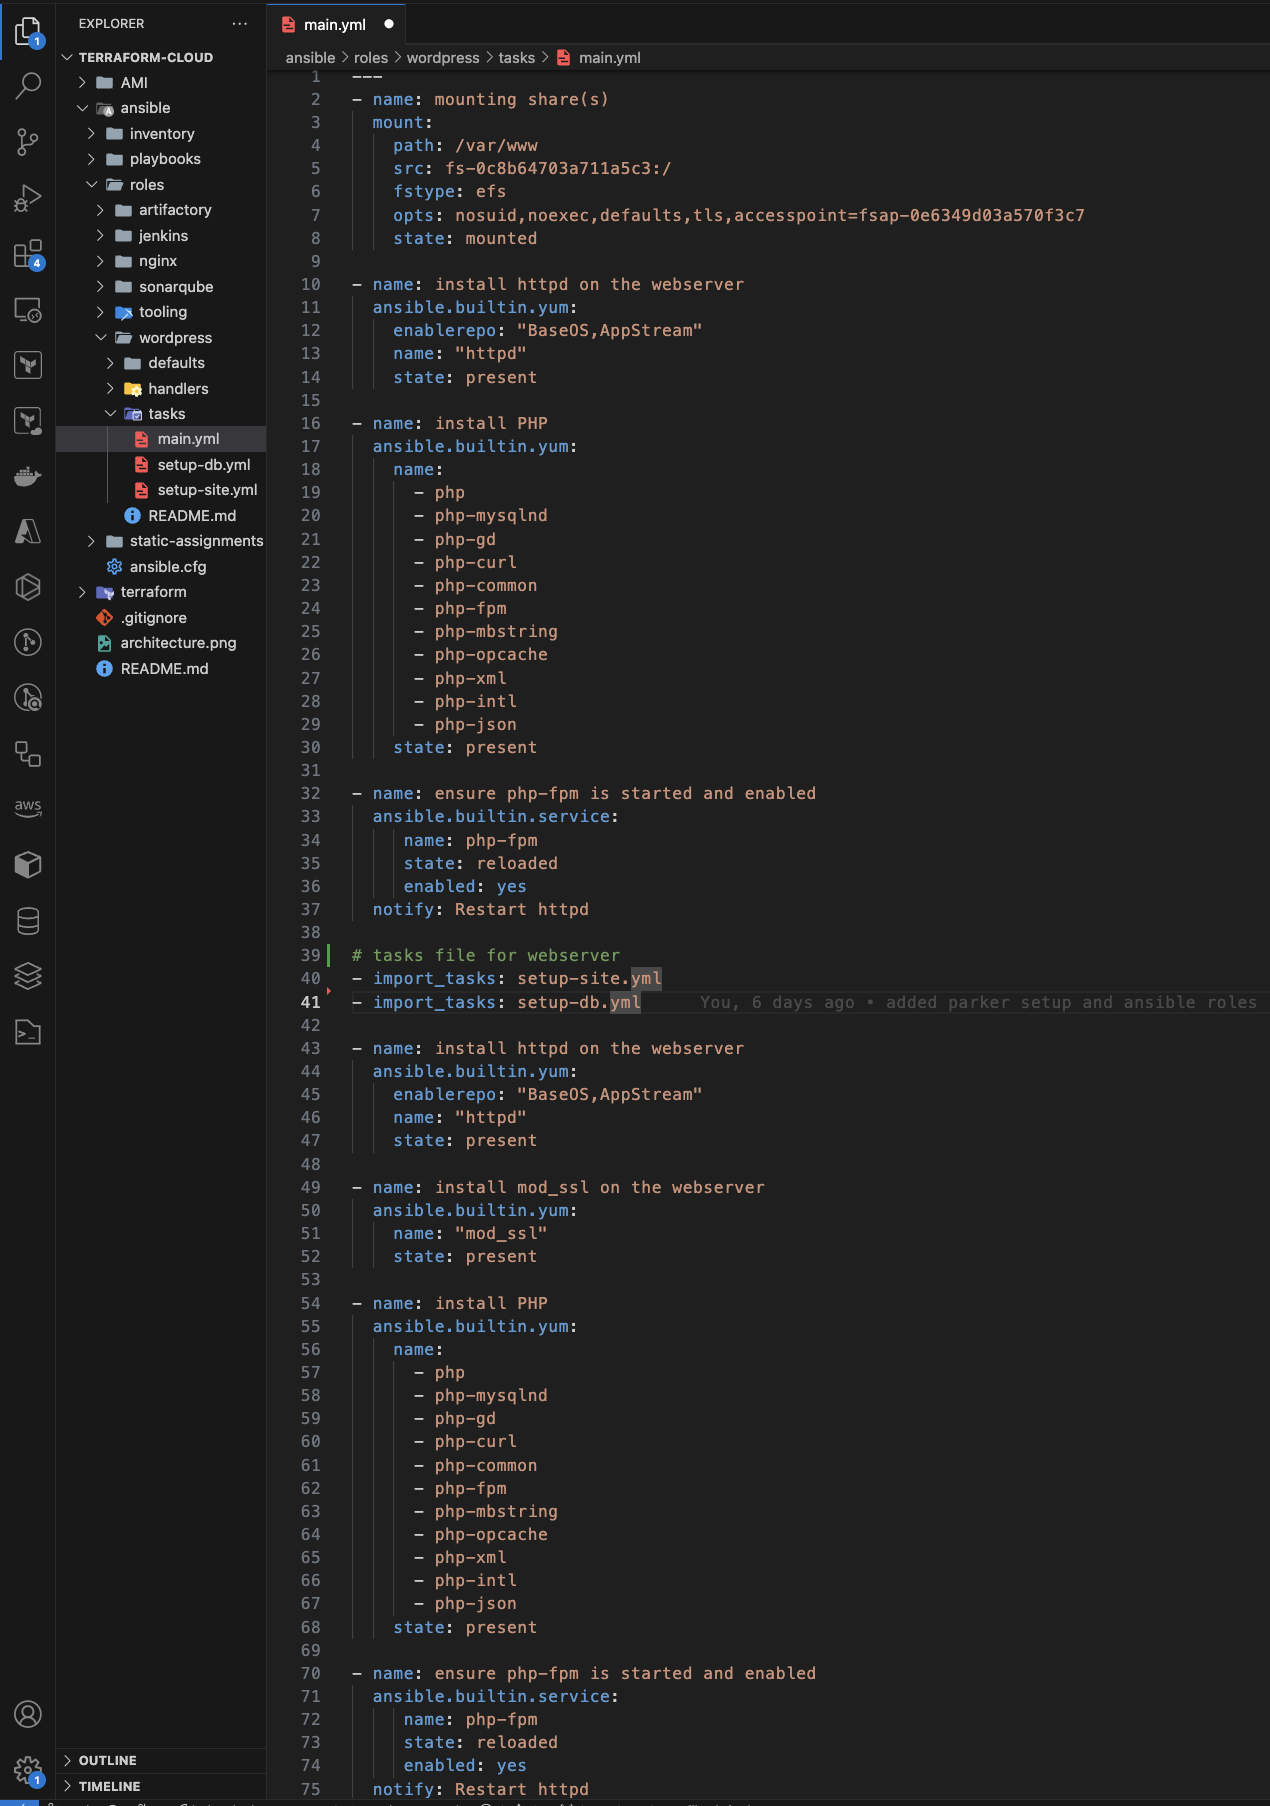 EXPLORER
TERRAFORM-CLOUD
AMI
ansible
inventory
playbooks
roles
artifactory
jenkins
nginx
sonarqube
tooling
wordpress
defaults
handlers
tasks
main.yml
setup-db.yml
setup-site.yml
README.md
static-assignments
ansible.cfg
terraform
.gitignore
architecture.png
README.md
OUTLINE
TIMELINE
1
4
aws
1
main.yml
ansible > roles > wordpress > tasks > main.yml
1 ---
2 - name: mounting share(s)
3 mount:
4 path: /var/www
5 src: fs-0c8b64703a711a5c3:/
6 fstype: efs
7 opts: nosuid,noexec,defaults,tls,accesspoint=fsap-0e6349d03a570f3c7
8 state: mounted
9
10 - name: install httpd on the webserver
11 ansible.builtin.yum:
12 enablerepo: "BaseOS,AppStream"
13 name: "httpd"
14 state: present
15
16 - name: install PHP
17 ansible.builtin.yum:
18 name:
19 - php
20 - php-mysqlnd
21 - php-gd
22 - php-curl
23 - php-common
24 - php-fpm
25 - php-mbstring
26 - php-opcache
27 - php-xml
28 - php-intl
29 - php-json
30 state: present
31
32 - name: ensure php-fpm is started and enabled
33 ansible.builtin.service:
34 name: php-fpm
35 state: reloaded
36 enabled: yes
37 notify: Restart httpd
38
39 # tasks file for webserver
40 - import_tasks: setup-site.yml
41 - import_tasks: setup-db.yml You, 6 days ago • added parker setup and ansible roles
42
43 - name: install httpd on the webserver
44 ansible.builtin.yum:
45 enablerepo: "BaseOS,AppStream"
46 name: "httpd"
47 state: present
48
49 - name: install mod_ssl on the webserver
50 ansible.builtin.yum:
51 name: "mod_ssl"
52 state: present
53
54 - name: install PHP
55 ansible.builtin.yum:
56 name:
57 - php
58 - php-mysqlnd
59 - php-gd
60 - php-curl
61 - php-common
62 - php-fpm
63 - php-mbstring
64 - php-opcache
65 - php-xml
66 - php-intl
67 - php-json
68 state: present
69
70 - name: ensure php-fpm is started and enabled
71 ansible.builtin.service:
72 name: php-fpm
73 state: reloaded
74 enabled: yes
75 notify: Restart httpd